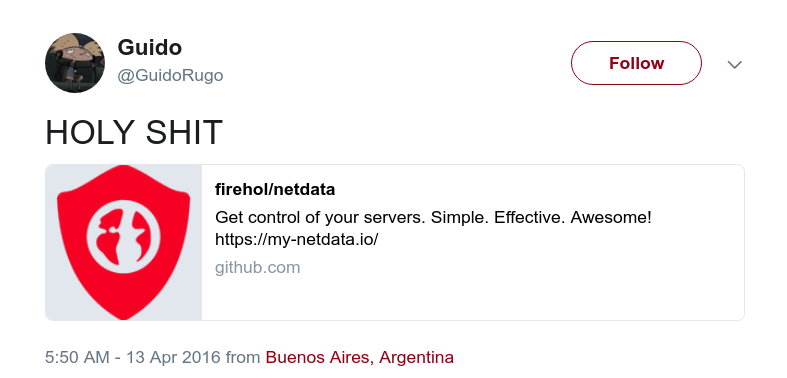 Guido
@GuidoRugo
Follow
HOLY SHIT
firehol/netdata
Get control of your servers. Simple. Effective. Awesome!
https://my-netdata.io/
github.com
5:50 AM - 13 Apr 2016 from Buenos Aires, Argentina